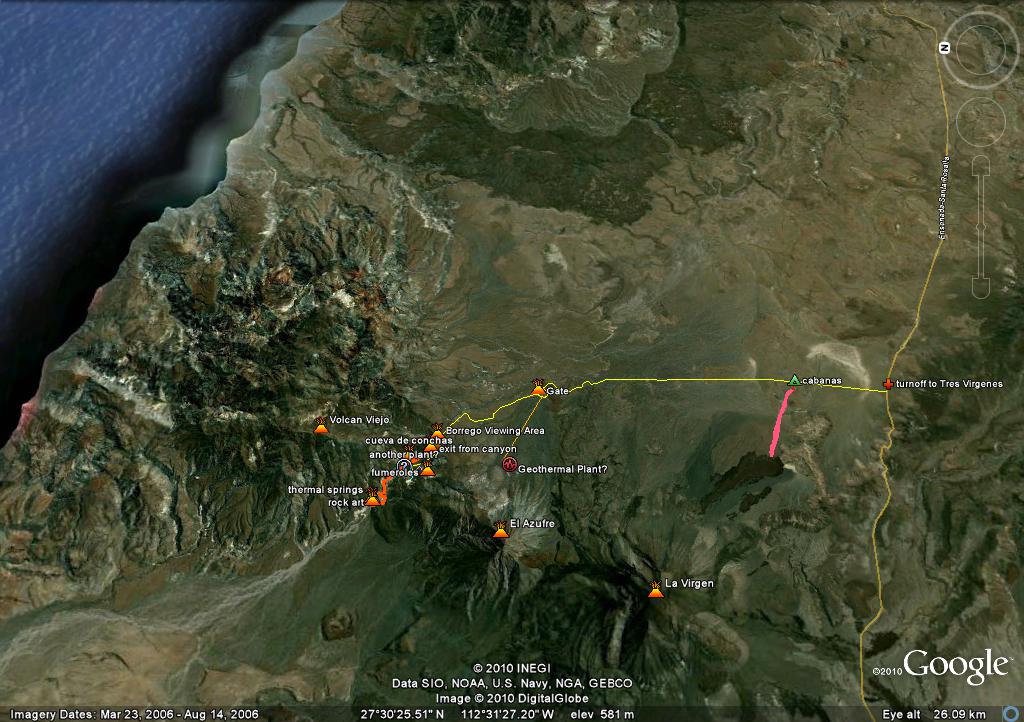 N
Ensenada-Santa Rosalia
cabanas
turnoff to Tres Virgenes
Gate
Volcan Viejo
Borrego Viewing Area
cueva de conchas
exit from canyon
another plant?
?
fumeroles
Geothermal Plant?
thermal springs
rock art
El Azufre
La Virgen
© 2010 INEGI
Data SIO, NOAA, U.S. Navy, NGA, GEBCO
Image © 2010 DigitalGlobe
©2010 Google™
Imagery Dates: Mar 23, 2006 - Aug 14, 2006
27°30'25.51" N 112°31'27.20" W elev 581 m
Eye alt 26.09 km